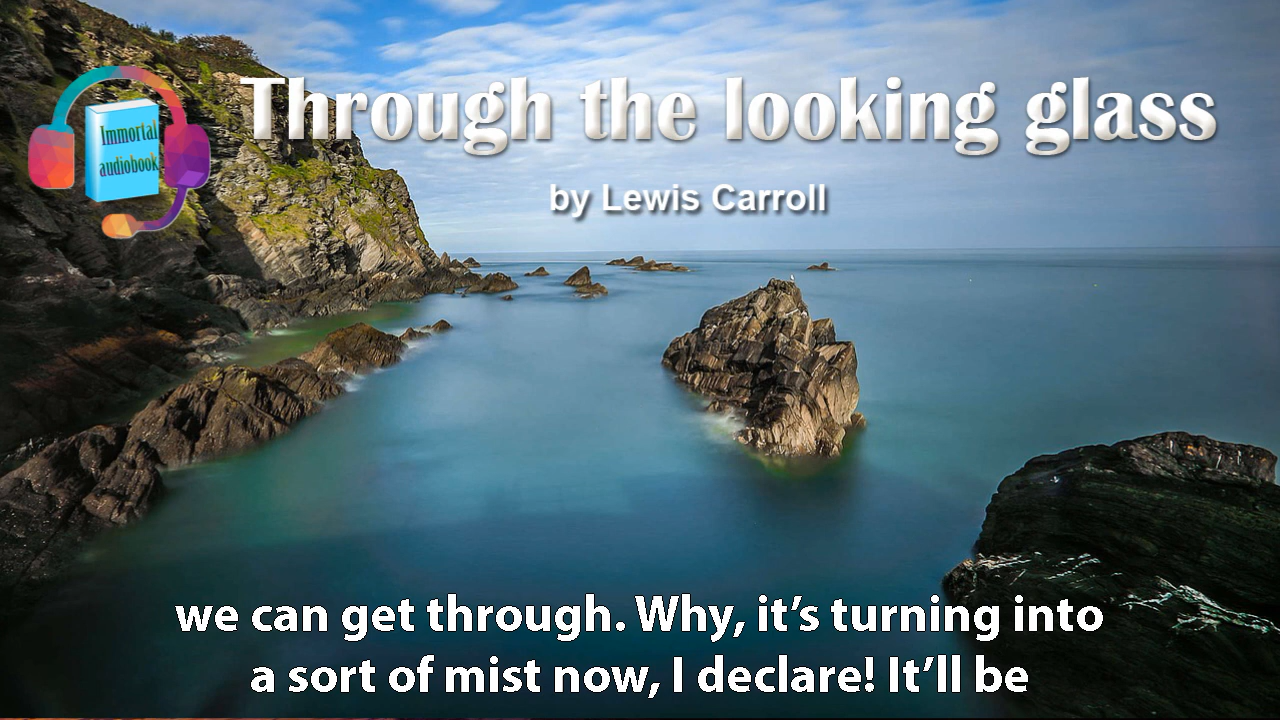 Through the looking glass
Immortal
audiobook
by Lewis Carroll
we can get through. Why, it’s turning into
a sort of mist now, I declare! It’ll be